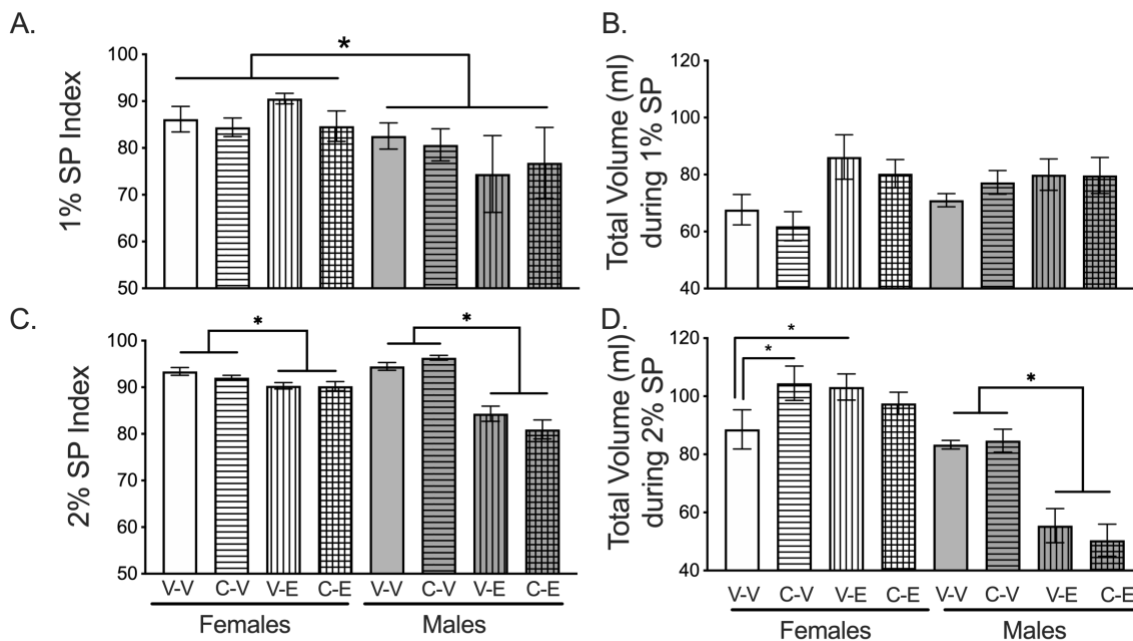 A.
1% SP Index
100
90
80
70
60
50
*
B.
Total Volume (ml)
during 1% SP
120
100
80
60
40
C.
2% SP Index
100
90
80
70
60
50
*
*
V-V C-V V-E C-E V-V C-V V-E C-E
Females Males
D.
Total Volume (ml)
during 2% SP
120
100
80
60
40
*
*
*
V-V C-V V-E C-E V-V C-V V-E C-E
Females Males